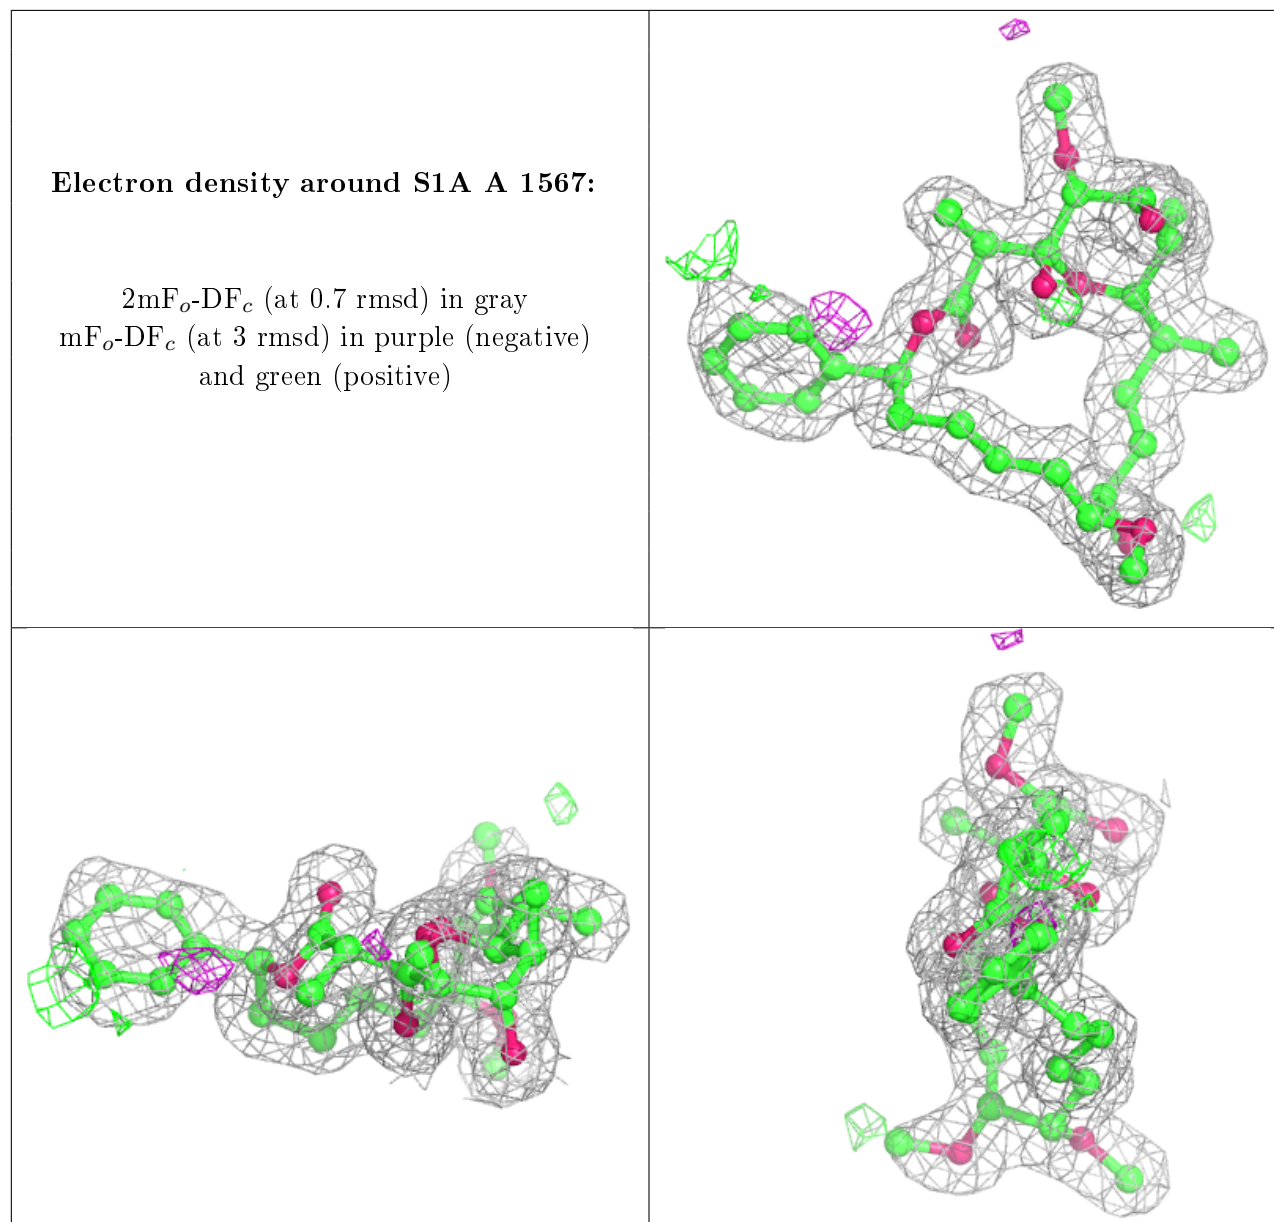 Electron density around S1A A 1567:
2mFo-DFc (at 0.7 rmsd) in gray
mFo-DFc (at 3 rmsd) in purple (negative)
and green (positive)